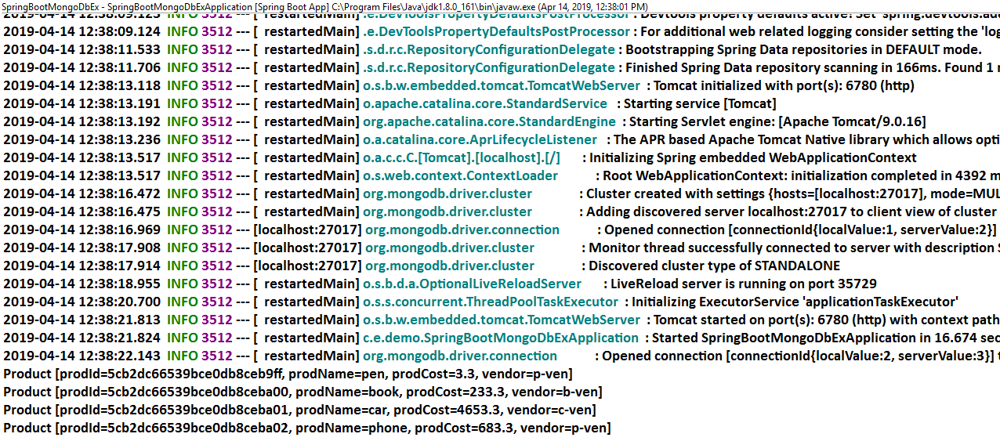 SpringBootMongoDbEx - SpringBootMongoDbExApplication [Spring Boot App] C:\Program Files\Java\jdk1.8.0_161\bin\javaw.exe (Apr 14, 2019, 12:38:01 PM)
2019-04-14 12:38:09.123 INFO 3512 --- [ restartedMain] .e.DevToolsPropertyDefaultsPostProcessor : Devtools property defaults active! Set 'spring.devtools.add
2019-04-14 12:38:09.124 INFO 3512 --- [ restartedMain] .e.DevToolsPropertyDefaultsPostProcessor : For additional web related logging consider setting the 'log
2019-04-14 12:38:11.533 INFO 3512 --- [ restartedMain] .s.d.r.c.RepositoryConfigurationDelegate : Bootstrapping Spring Data repositories in DEFAULT mode.
2019-04-14 12:38:11.706 INFO 3512 --- [ restartedMain] .s.d.r.c.RepositoryConfigurationDelegate : Finished Spring Data repository scanning in 166ms. Found 1
2019-04-14 12:38:13.118 INFO 3512 --- [ restartedMain] o.s.b.w.embedded.tomcat.TomcatWebServer : Tomcat initialized with port(s): 6780 (http)
2019-04-14 12:38:13.191 INFO 3512 --- [ restartedMain] o.apache.catalina.core.StandardService : Starting service [Tomcat]
2019-04-14 12:38:13.192 INFO 3512 --- [ restartedMain] org.apache.catalina.core.StandardEngine : Starting Servlet engine: [Apache Tomcat/9.0.16]
2019-04-14 12:38:13.236 INFO 3512 --- [ restartedMain] o.a.catalina.core.AprLifecycleListener : The APR based Apache Tomcat Native library which allows opti
2019-04-14 12:38:13.517 INFO 3512 --- [ restartedMain] o.a.c.c.C.[Tomcat].[localhost].[/] : Initializing Spring embedded WebApplicationContext
2019-04-14 12:38:13.517 INFO 3512 --- [ restartedMain] o.s.web.context.ContextLoader : Root WebApplicationContext: initialization completed in 4392 m
2019-04-14 12:38:16.472 INFO 3512 --- [ restartedMain] org.mongodb.driver.cluster : Cluster created with settings {hosts=[localhost:27017], mode=MUL
2019-04-14 12:38:16.475 INFO 3512 --- [ restartedMain] org.mongodb.driver.cluster : Adding discovered server localhost:27017 to client view of cluster
2019-04-14 12:38:16.969 INFO 3512 --- [localhost:27017] org.mongodb.driver.connection : Opened connection [connectionId{localValue:1, serverValue:2}]
2019-04-14 12:38:17.908 INFO 3512 --- [localhost:27017] org.mongodb.driver.cluster : Monitor thread successfully connected to server with description S
2019-04-14 12:38:17.914 INFO 3512 --- [localhost:27017] org.mongodb.driver.cluster : Discovered cluster type of STANDALONE
2019-04-14 12:38:18.955 INFO 3512 --- [ restartedMain] o.s.b.d.a.OptionalLiveReloadServer : LiveReload server is running on port 35729
2019-04-14 12:38:20.700 INFO 3512 --- [ restartedMain] o.s.s.concurrent.ThreadPoolTaskExecutor : Initializing ExecutorService 'applicationTaskExecutor'
2019-04-14 12:38:21.813 INFO 3512 --- [ restartedMain] o.s.b.w.embedded.tomcat.TomcatWebServer : Tomcat started on port(s): 6780 (http) with context path
2019-04-14 12:38:21.824 INFO 3512 --- [ restartedMain] c.e.demo.SpringBootMongoDbExApplication : Started SpringBootMongoDbExApplication in 16.674 sec
2019-04-14 12:38:22.143 INFO 3512 --- [ restartedMain] org.mongodb.driver.connection : Opened connection [connectionId{localValue:2, serverValue:3}] t
Product [prodId=5cb2dc66539bce0db8ceb9ff, prodName=pen, prodCost=3.3, vendor=p-ven]
Product [prodId=5cb2dc66539bce0db8ceba00, prodName=book, prodCost=233.3, vendor=b-ven]
Product [prodId=5cb2dc66539bce0db8ceba01, prodName=car, prodCost=4653.3, vendor=c-ven]
Product [prodId=5cb2dc66539bce0db8ceba02, prodName=phone, prodCost=683.3, vendor=p-ven]